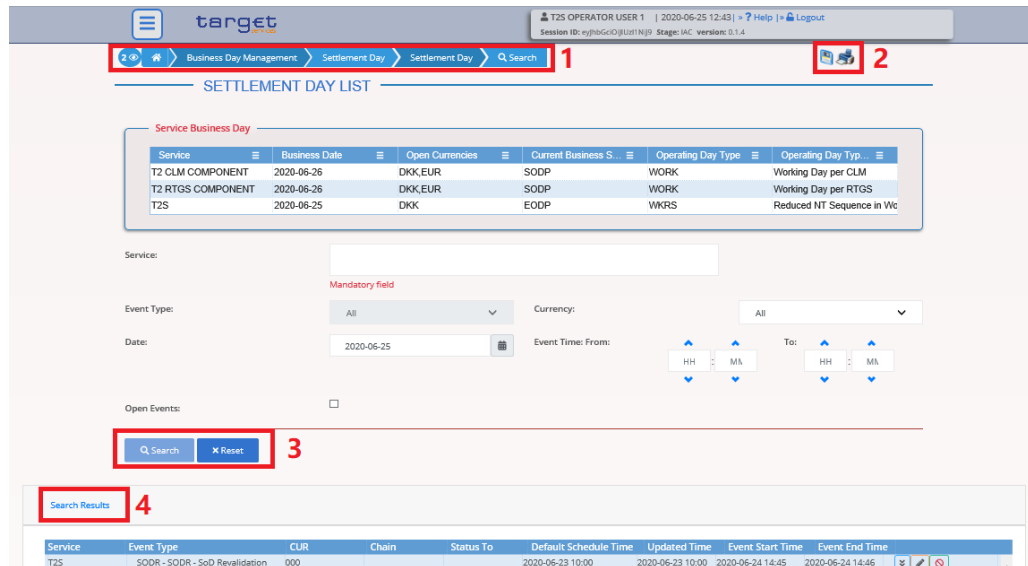 target
T2S OPERATOR USER 1 | 2020-06-25 12:43| » ? Help |» Logout
Stage: IAC version: 0.1.4
2 Business Day Management Settlement Day Settlement Day Search 1
2
SETTLEMENT DAY LIST
Service Business Day
Service Business Date Open Currencies Current Business S... Operating Day Type Operating Day Typ...
T2 CLM COMPONENT 2020-06-26 DKK,EUR SODP WORK Working Day per CLM
T2 RTGS COMPONENT 2020-06-26 DKK,EUR SODP WORK Working Day per RTGS
T2S 2020-06-25 DKK EODP WKRS Reduced NT Sequence in Wo
Service:
Mandatory field
Event Type: All Currency: All
Date: 2020-06-25 Event Time: From: HH : MM To: HH : MM
Open Events:
Search × Reset 3
Search Results 4
Service Event Type CUR Chain Status To Default Schedule Time Updated Time Event Start Time Event End Time
T2S SODR - SODR - SoD Revalidation 000 2020-06-23 10:00 2020-06-23 10:00 2020-06-24 14:45 2020-06-24 14:46